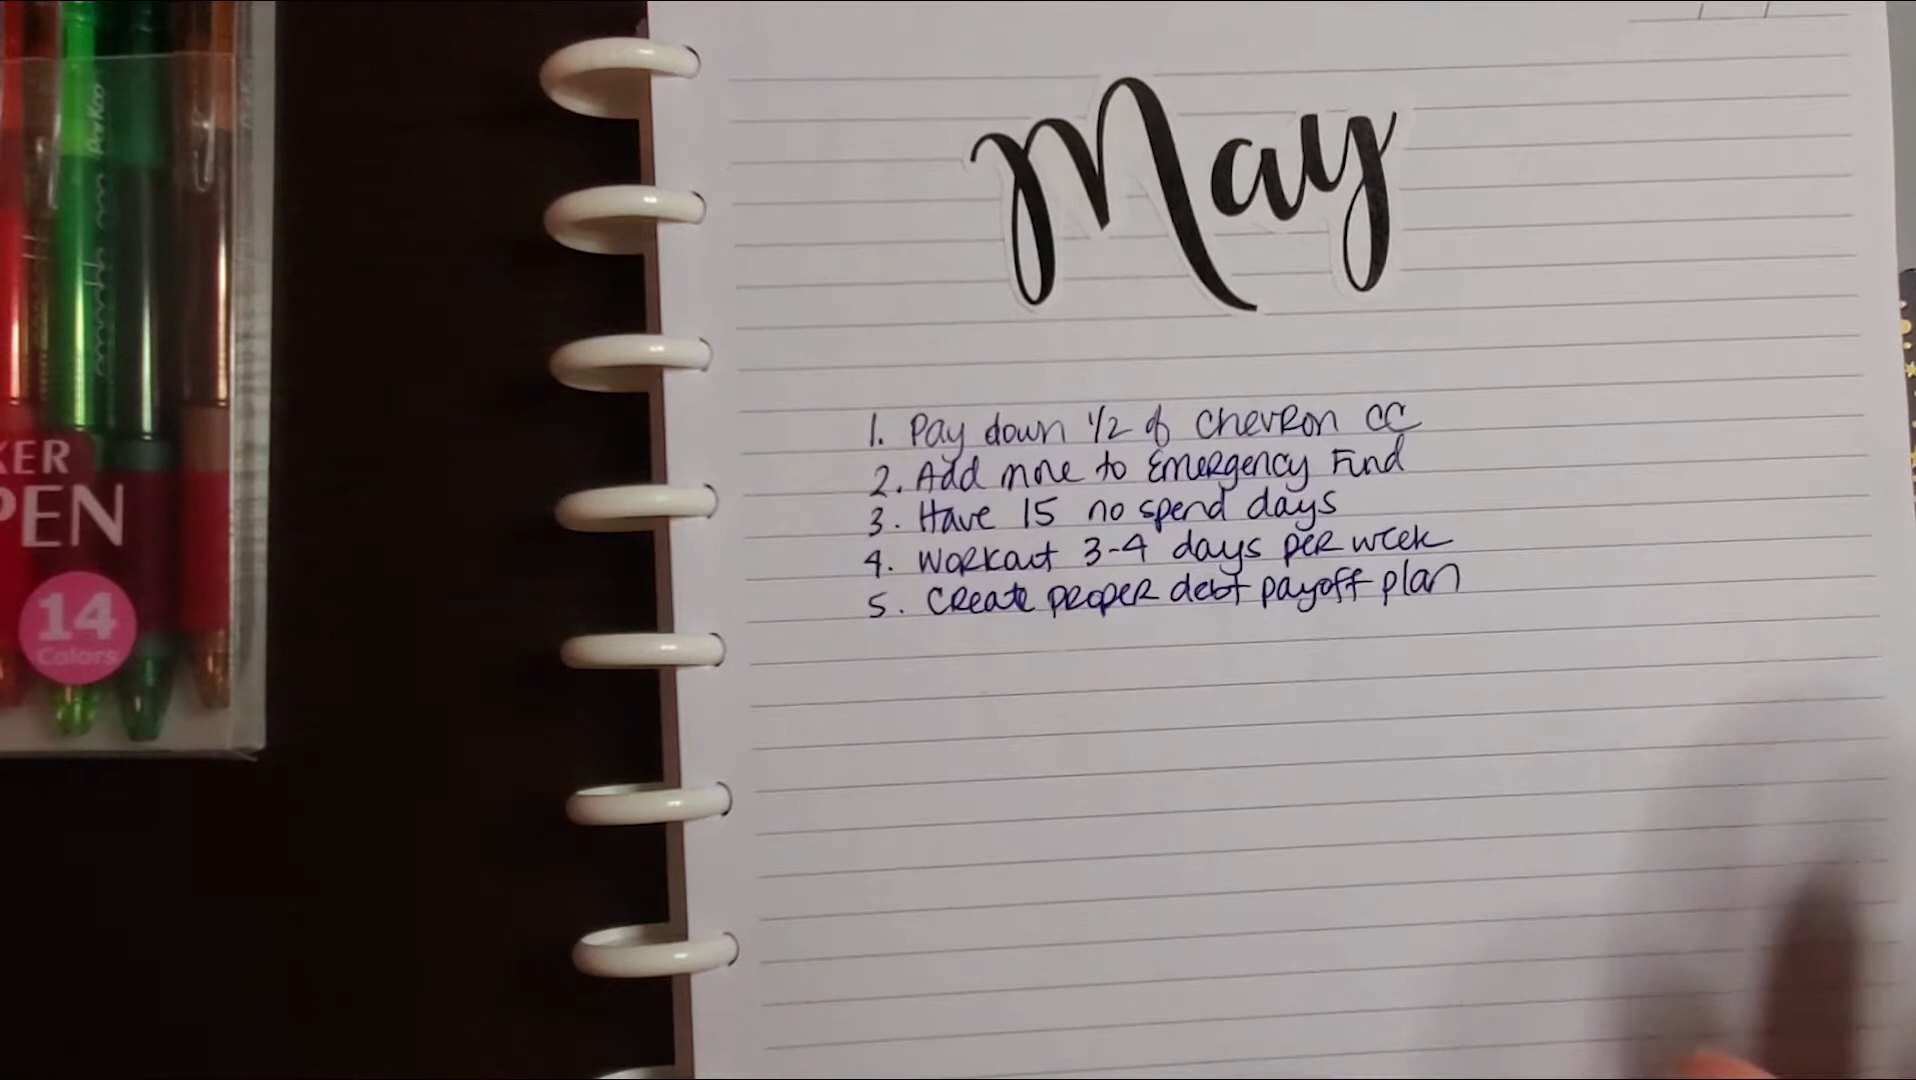 May
1. Pay down 1/2 of Chevron CC
2. Add more to Emergency Fund
3. Have 15 no spend days
4. Workout 3-4 days per week
5. Create proper debt payoff plan
KER
PEN
14
Colors